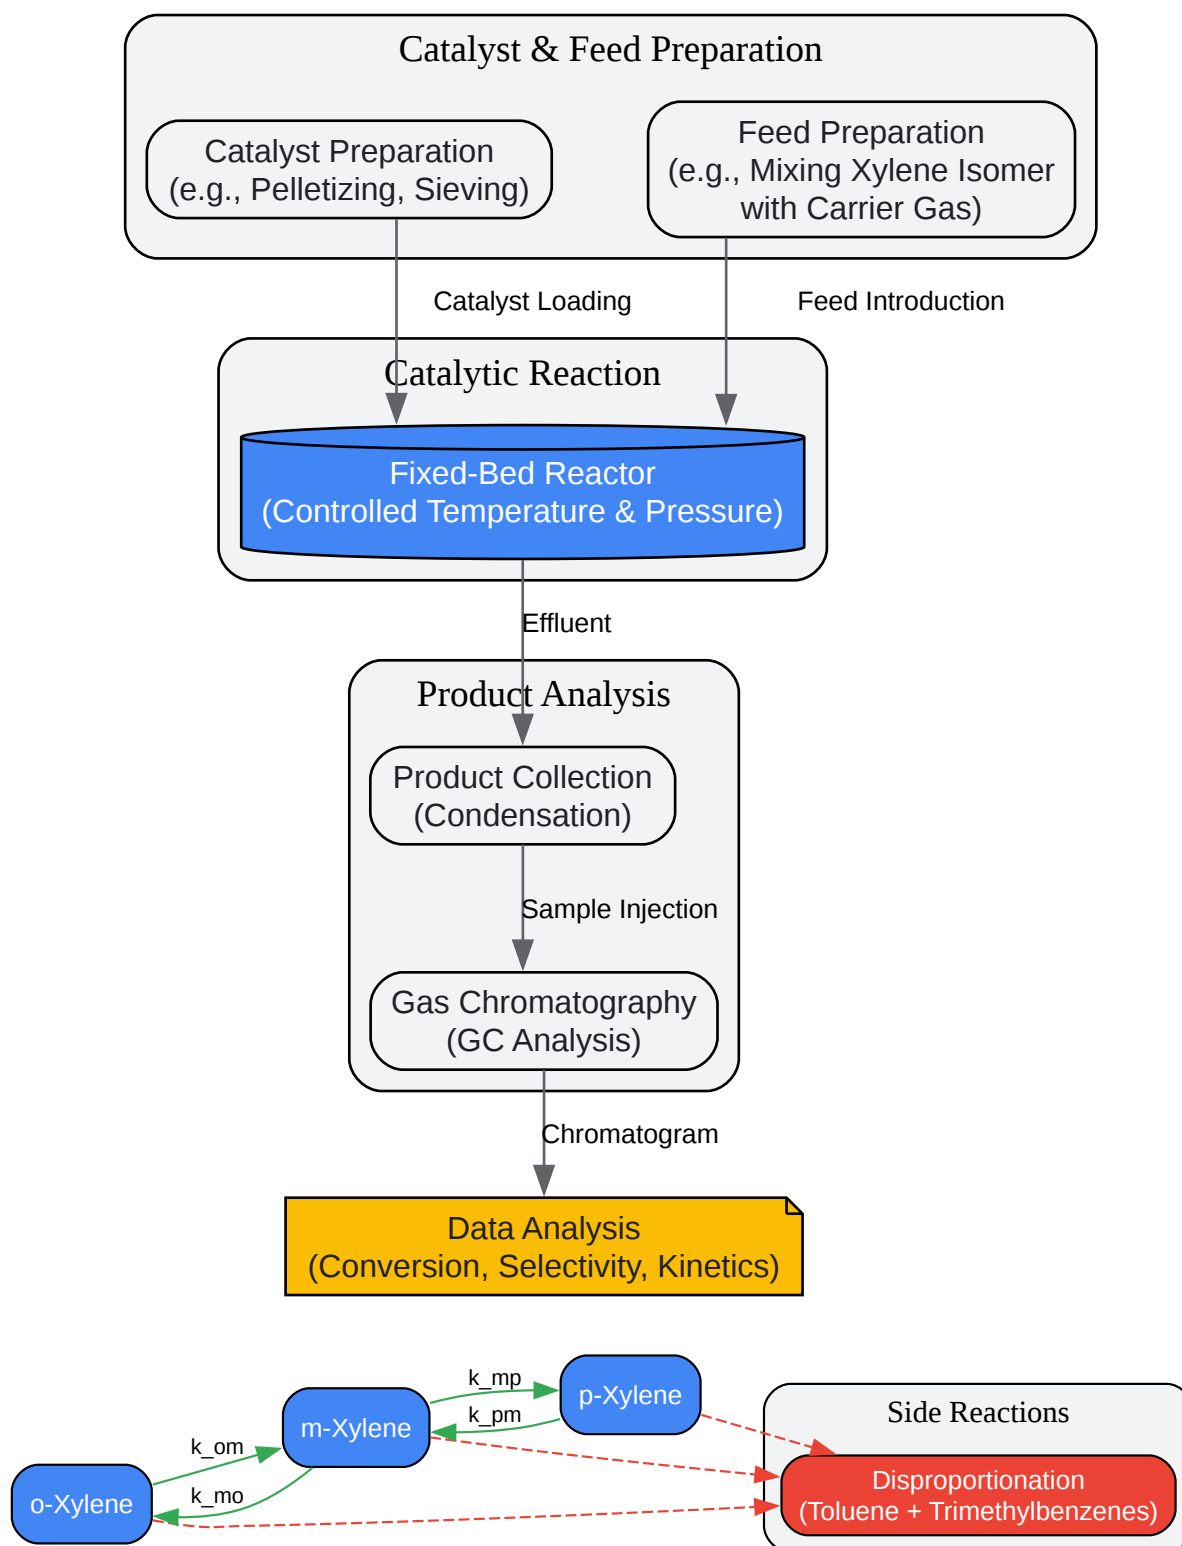 Catalyst & Feed Preparation
Catalyst Preparation
(e.g., Pelletizing, Sieving)
Feed Preparation
(e.g., Mixing Xylene Isomer
with Carrier Gas)
Catalyst Loading
Feed Introduction
Catalytic Reaction
Fixed-Bed Reactor
(Controlled Temperature & Pressure)
Effluent
Product Analysis
Product Collection
(Condensation)
Sample Injection
Gas Chromatography
(GC Analysis)
Chromatogram
Data Analysis
(Conversion, Selectivity, Kinetics)
k_mp
p-Xylene
k_pm
m-Xylene
k_om
k_mo
o-Xylene
Side Reactions
Disproportionation
(Toluene + Trimethylbenzenes)